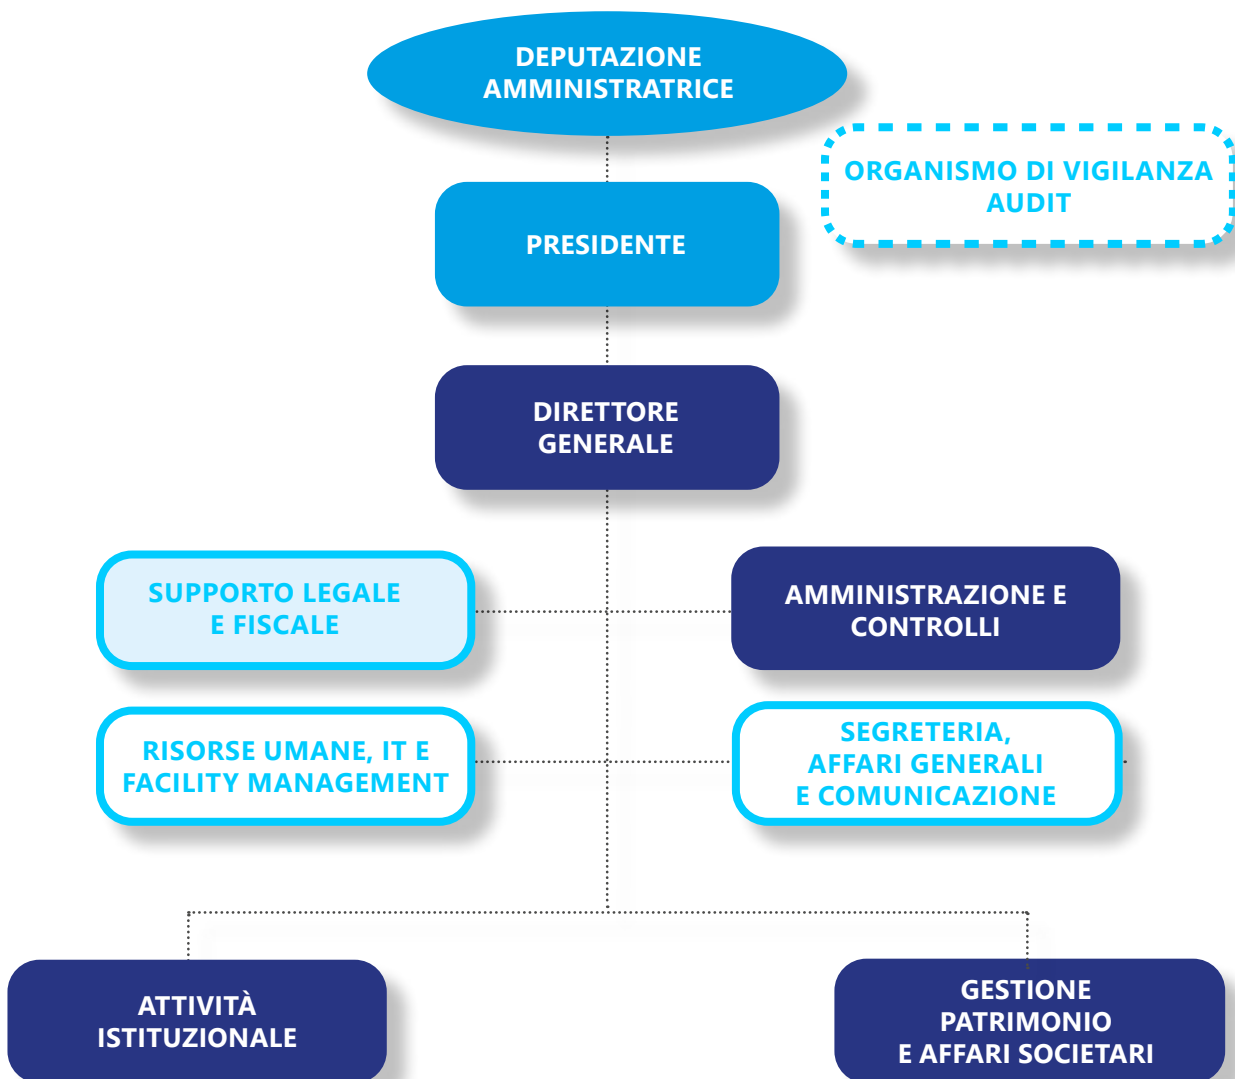 DEPUTAZIONE
AMMINISTRATRICE
ORGANISMO DI VIGILANZA
AUDIT
PRESIDENTE
DIRETTORE
GENERALE
SUPPORTO LEGALE
E FISCALE
AMMINISTRAZIONE E
CONTROLLI
RISORSE UMANE, IT E
FACILITY MANAGEMENT
SEGRETERIA,
AFFARI GENERALI
E COMUNICAZIONE
ATTIVITÀ
ISTITUZIONALE
GESTIONE
PATRIMONIO
E AFFARI SOCIETARI